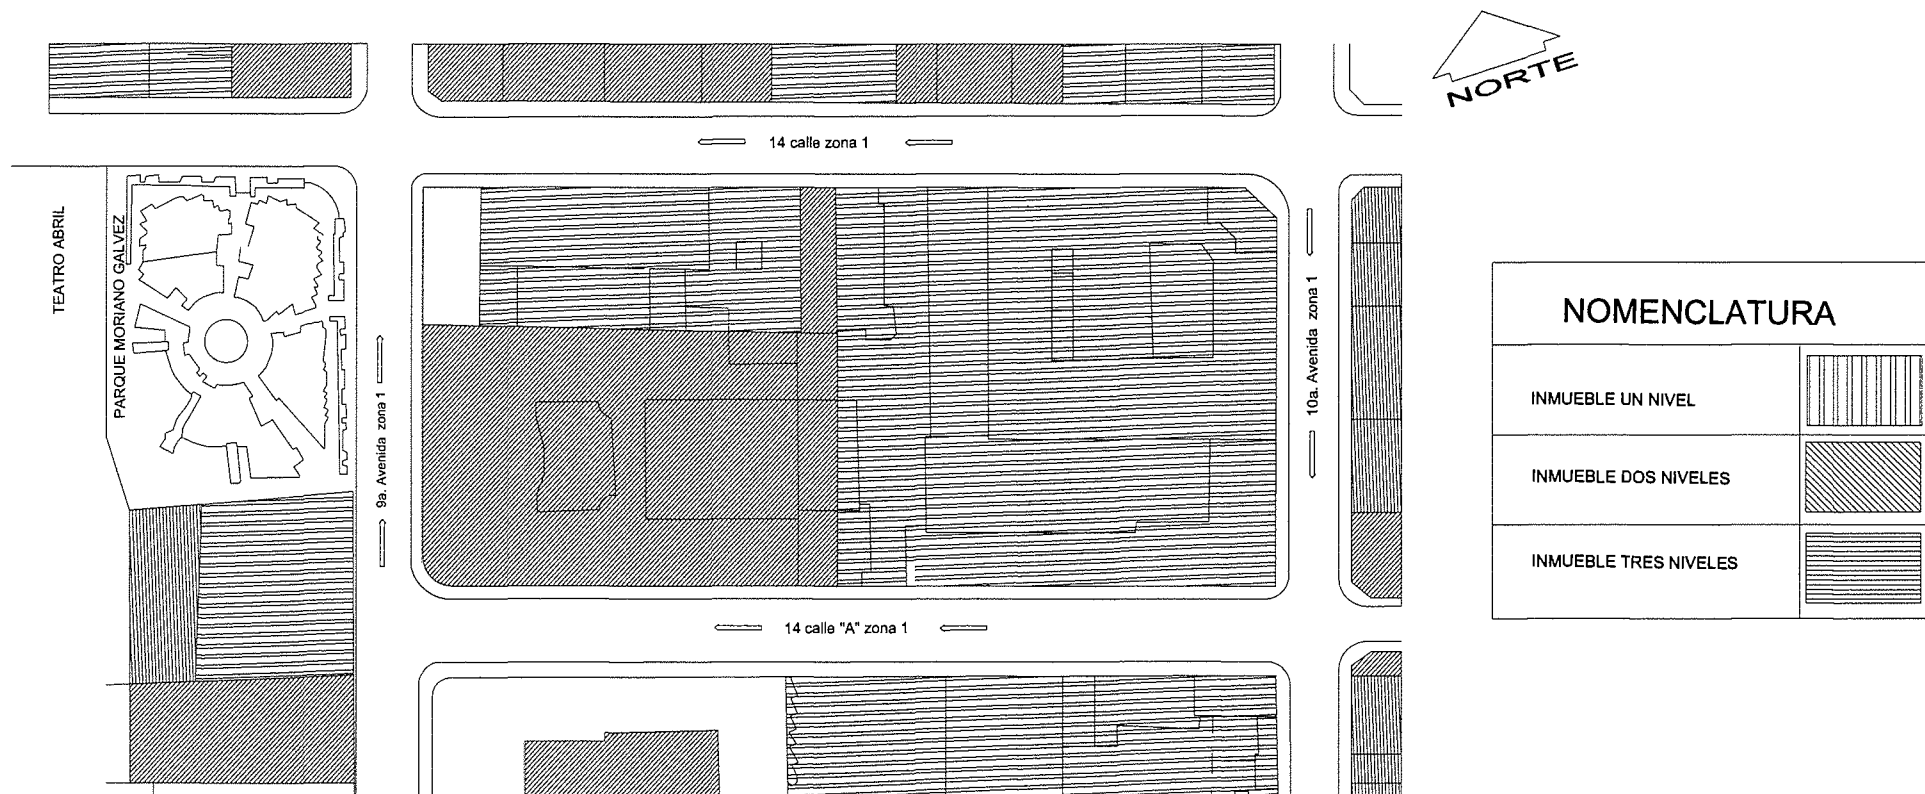 NORTE
14 calle zona 1
TEATRO ABRIL
PARQUE MORIANO GALVEZ
9a. Avenida zona 1
10a. Avenida zona 1
14 calle "A" zona 1
NOMENCLATURA
INMUEBLE UN NIVEL
INMUEBLE DOS NIVELES
INMUEBLE TRES NIVELES